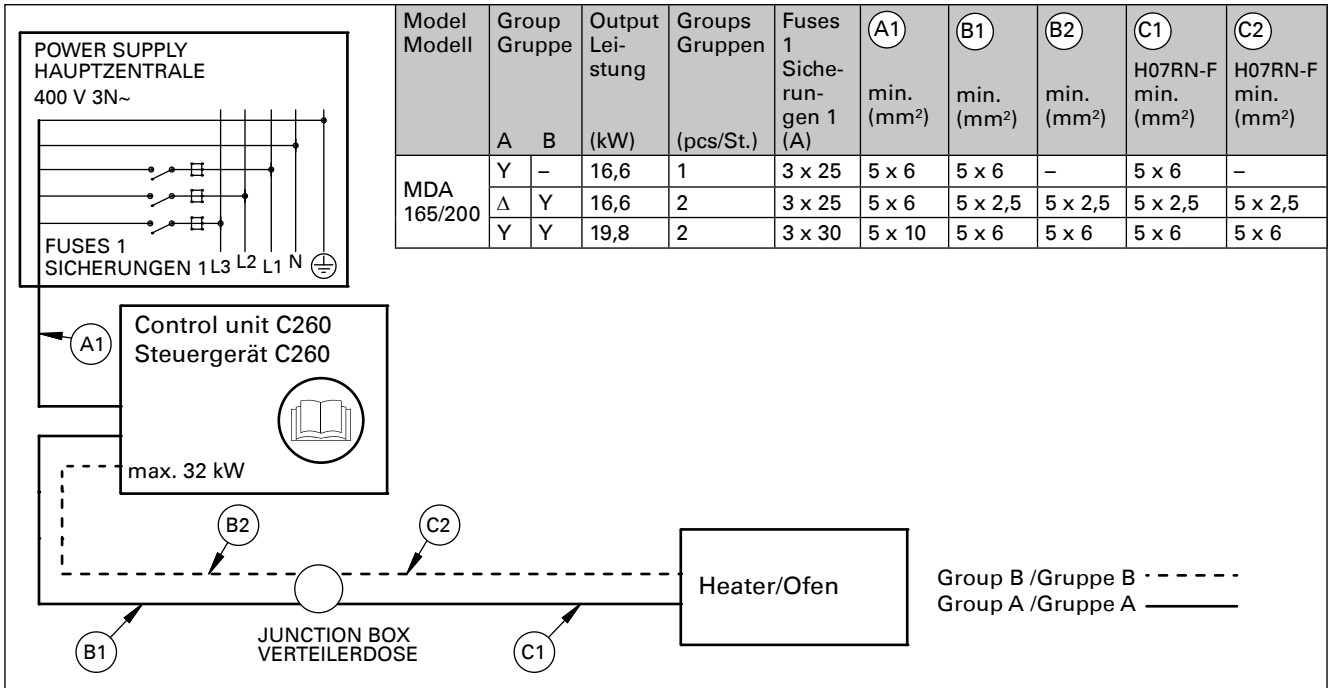 POWER SUPPLY
HAUPTZENTRALE
400 V 3N~
FUSES 1
SICHERUNGEN 1 L3 L2 L1 N
Model Modell | Group Gruppe A B | Output Lei- stung (kW) | Groups Gruppen (pcs/St.) | Fuses 1 Siche- run- gen 1 (A) | A1 min. (mm²) | B1 min. (mm²) | B2 min. (mm²) | C1 H07RN-F min. (mm²) | C2 H07RN-F min. (mm²)
MDA 165/200 | Y | – | 16,6 | 1 | 3 x 25 | 5 x 6 | 5 x 6 | – | 5 x 6 | –
Δ | Y | 16,6 | 2 | 3 x 25 | 5 x 6 | 5 x 2,5 | 5 x 2,5 | 5 x 2,5 | 5 x 2,5
Y | Y | 19,8 | 2 | 3 x 30 | 5 x 10 | 5 x 6 | 5 x 6 | 5 x 6 | 5 x 6
A1
Control unit C260
Steuergerät C260
max. 32 kW
B2
C2
Heater/Ofen
Group B /Gruppe B
Group A /Gruppe A
B1
JUNCTION BOX
VERTEILERDOSE
C1